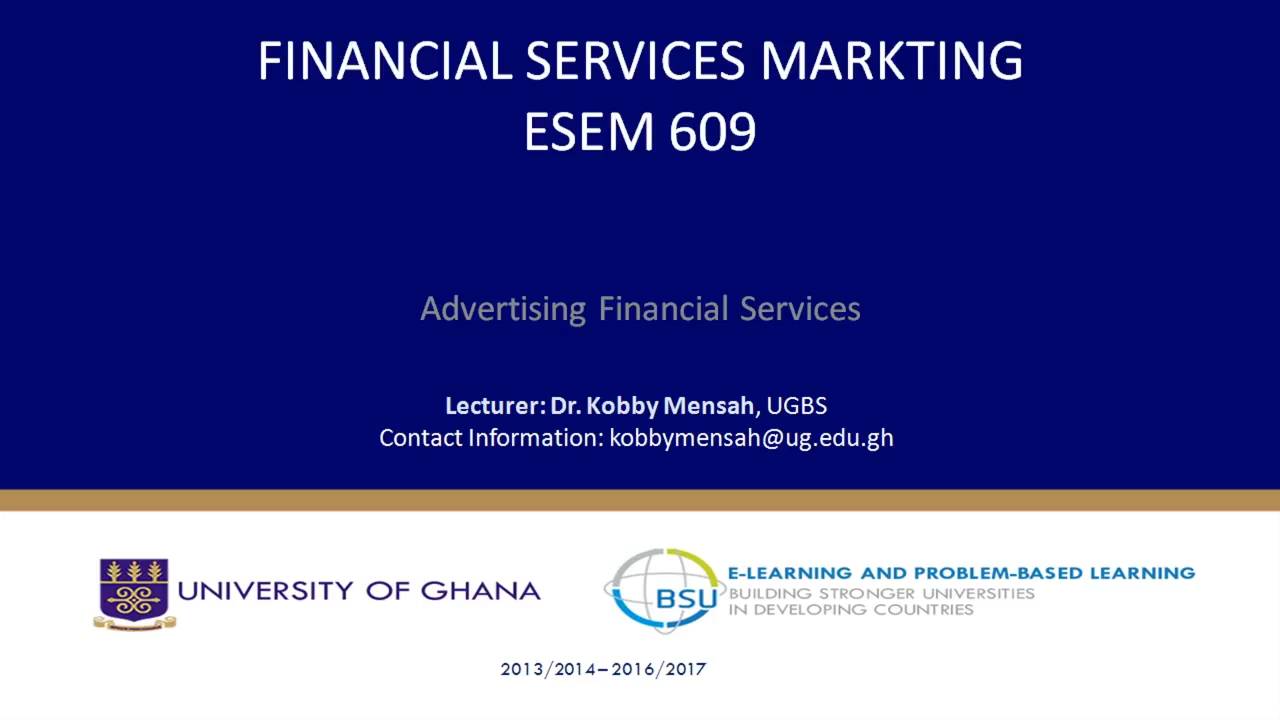 FINANCIAL SERVICES MARKTING
ESEM 609
Advertising Financial Services
Lecturer: Dr. Kobby Mensah, UGBS
Contact Information: kobbymensah@ug.edu.gh
UNIVERSITY OF GHANA
BSU
E-LEARNING AND PROBLEM-BASED LEARNING
BUILDING STRONGER UNIVERSITIES
IN DEVELOPING COUNTRIES
2013/2014–2016/2017